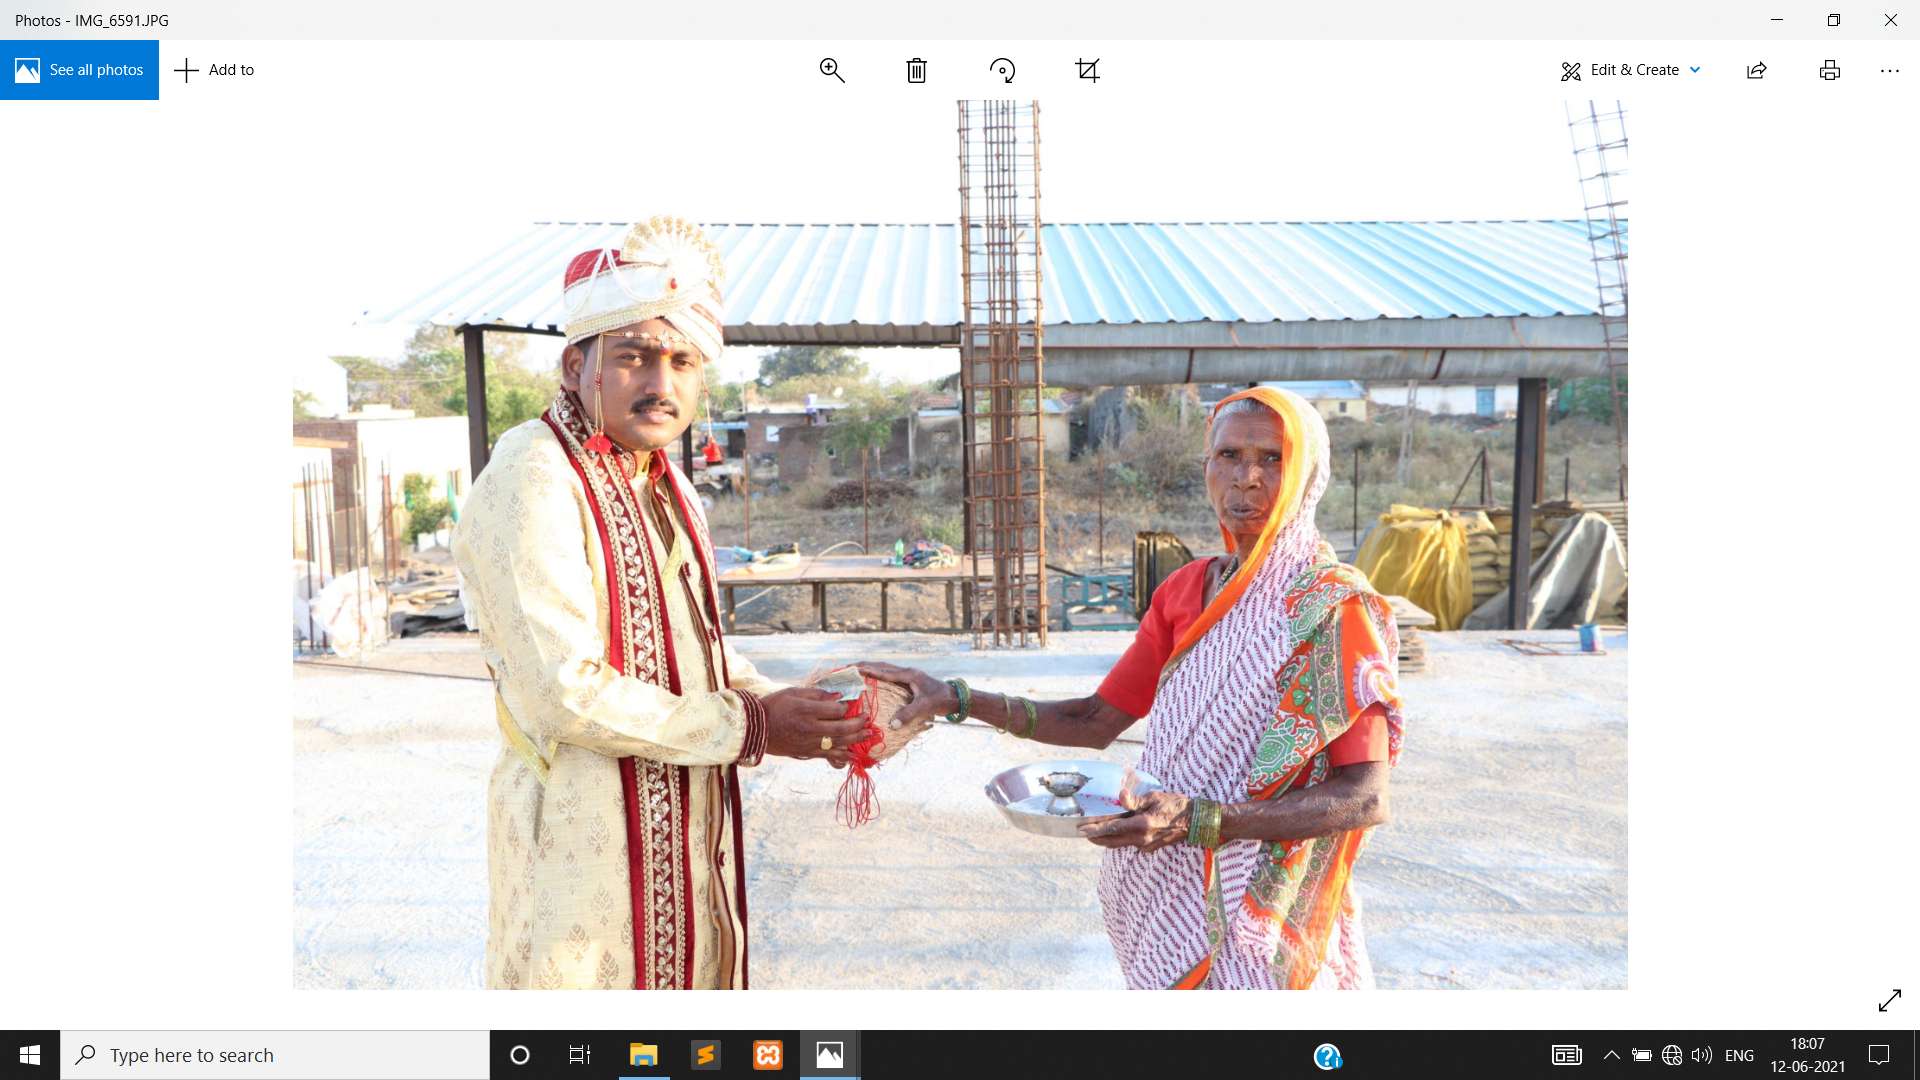 Photos - IMG_6591.JPG
See all photos
Add to
Edit & Create
Type here to search
ENG
18:07
12-06-2021